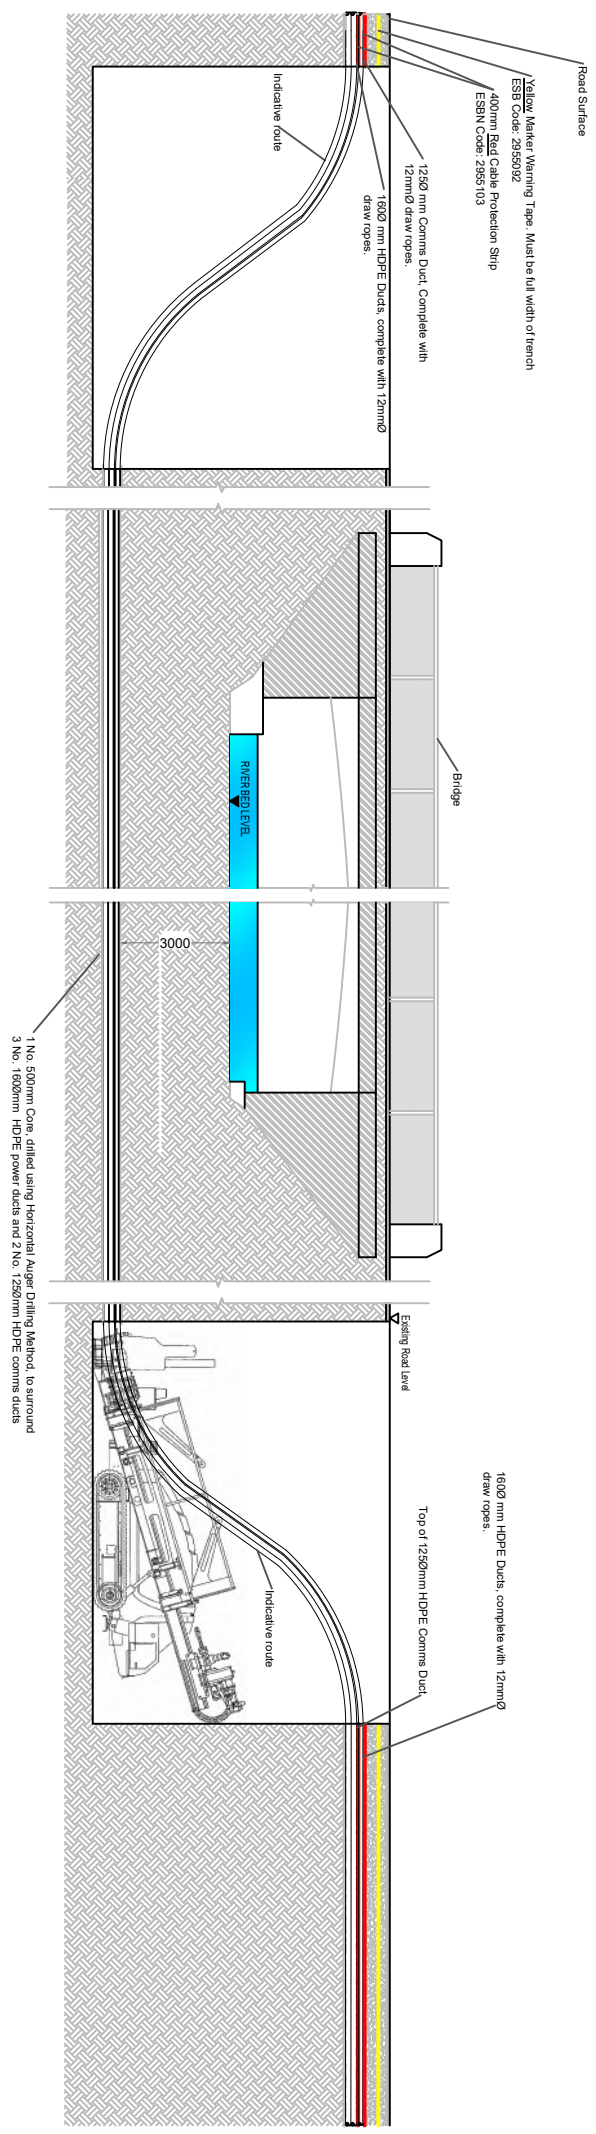 Road Surface
Yellow Marker Warning Tape. Must be full width of trench
ESB Code: 2955092
400mm Red Cable Protection Strip
ESBN Code: 2955103
125Ø mm Comms Duct, Complete with
12mmØ draw ropes.
160Ø mm HDPE Ducts, complete with 12mmØ
draw ropes.
Indicative route
Bridge
RIVER BED LEVEL
3000
1 No. 500mm Core, drilled using Horizontal Auger Drilling Method, to surround
3 No. 160Ømm HDPE power ducts and 2 No. 125Ømm HDPE comms ducts
Existing Road Level
160Ø mm HDPE Ducts, complete with 12mmØ
draw ropes.
Top of 125Ømm HDPE Comms Duct
Indicative route